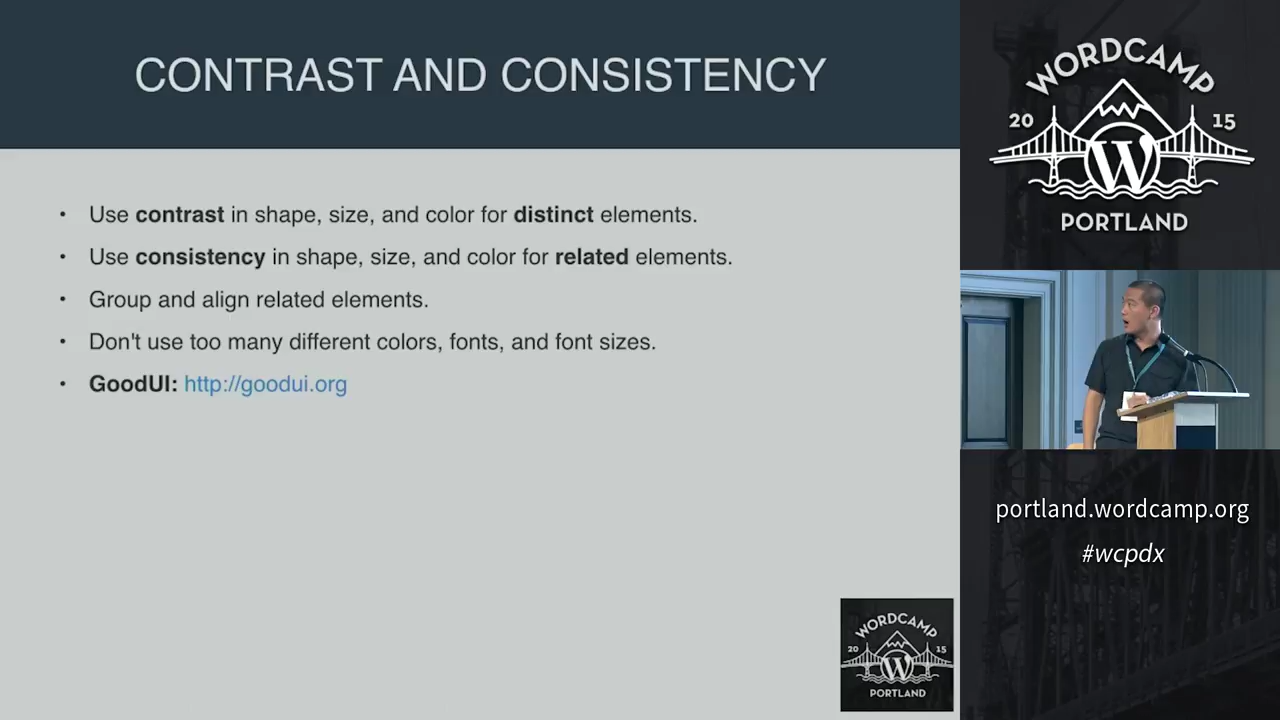 CONTRAST AND CONSISTENCY
• Use contrast in shape, size, and color for distinct elements.
• Use consistency in shape, size, and color for related elements.
• Group and align related elements.
• Don't use too many different colors, fonts, and font sizes.
• GoodUI: http://goodui.org
WORDCAMP
20 15
W
PORTLAND
WORDCAMP
20 15
W
PORTLAND
portland.wordcamp.org
#wcpdx